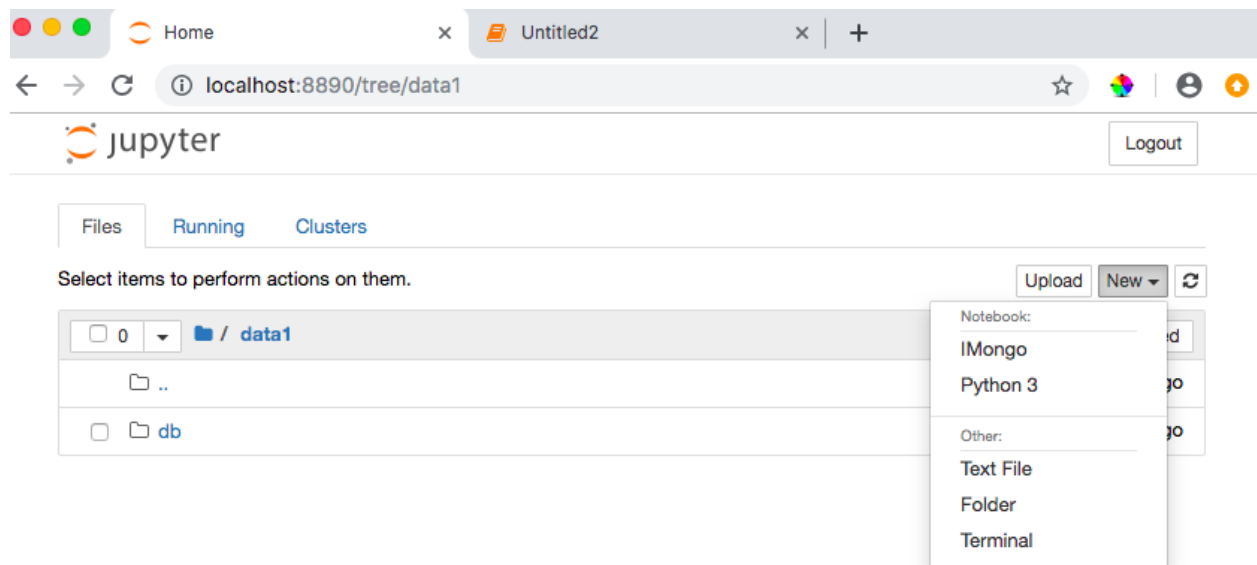 Home
Untitled2
localhost:8890/tree/data1
jupyter
Logout
Files Running Clusters
Select items to perform actions on them.
Upload New
0 / data1
..
db
Notebook:
IMongo
Python 3
Other:
Text File
Folder
Terminal